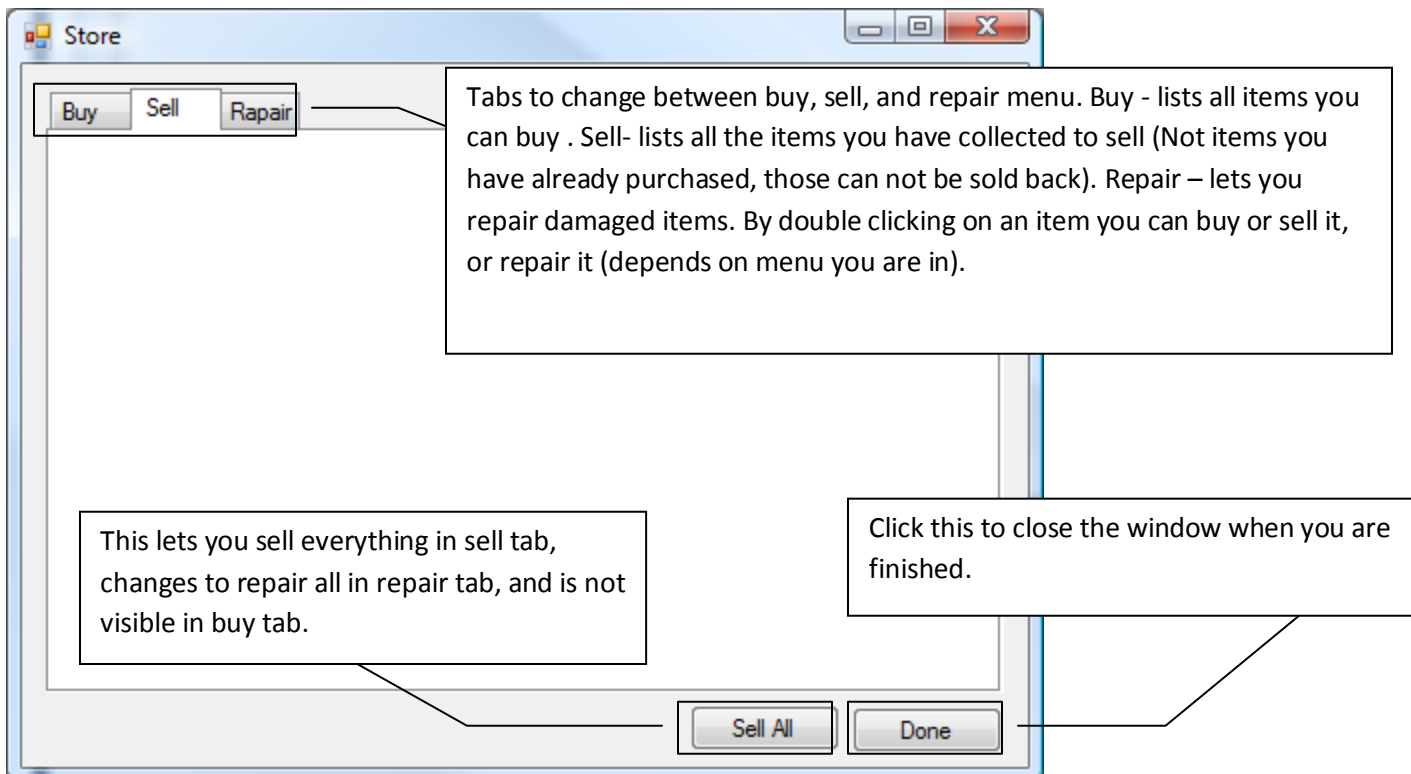 Store
Buy Sell Rapair
Tabs to change between buy, sell, and repair menu. Buy - lists all items you
can buy . Sell- lists all the items you have collected to sell (Not items you
have already purchased, those can not be sold back). Repair – lets you
repair damaged items. By double clicking on an item you can buy or sell it,
or repair it (depends on menu you are in).
This lets you sell everything in sell tab,
changes to repair all in repair tab, and is not
visible in buy tab.
Click this to close the window when you are
finished.
Sell All
Done